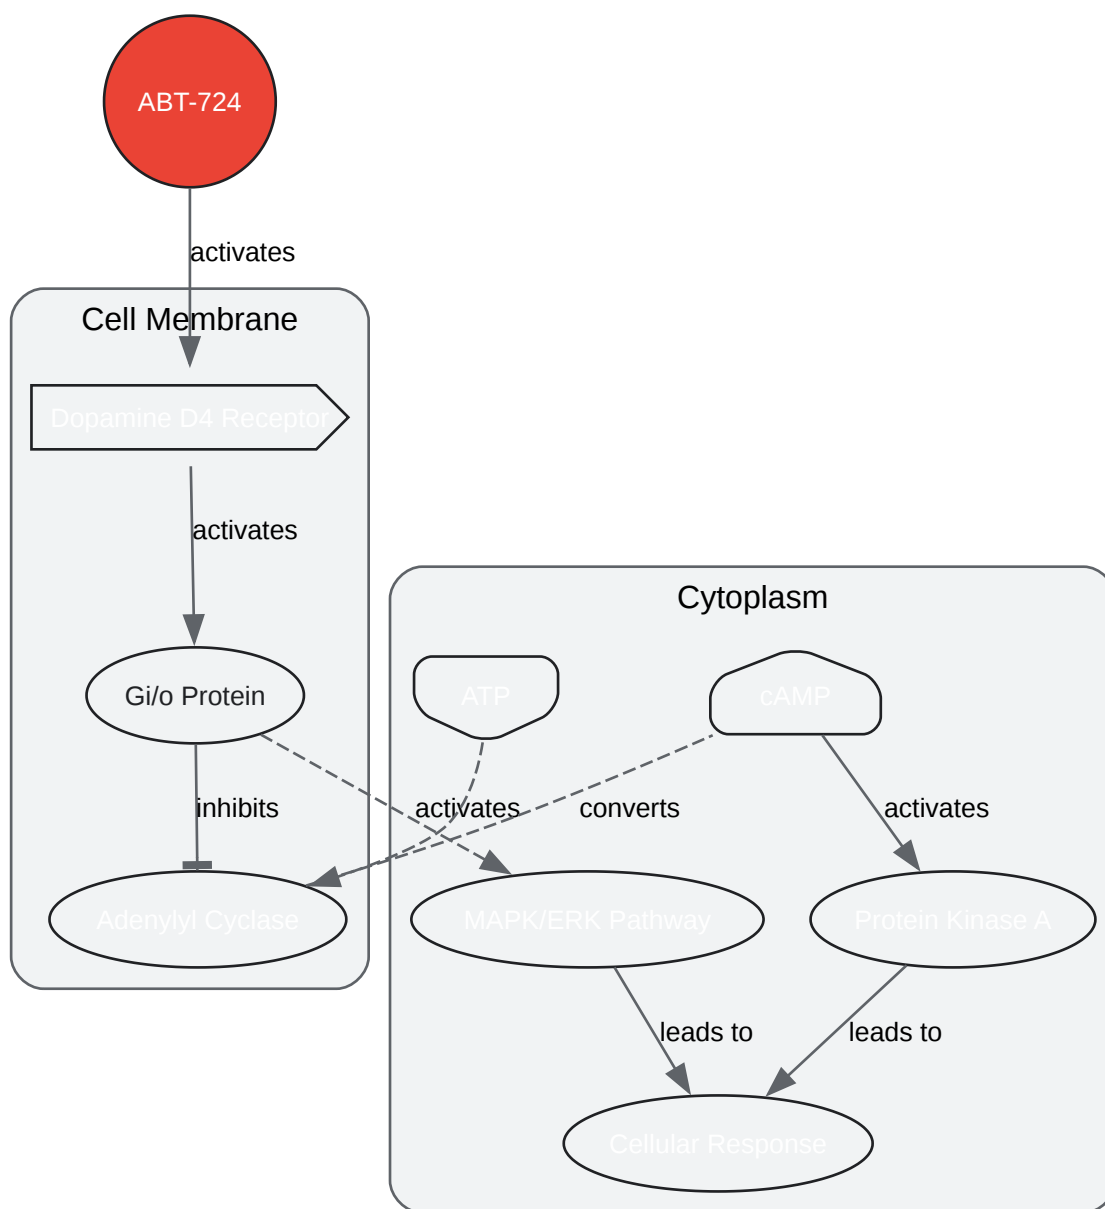 ABT-724
activates
Cell Membrane
Dopamine D4 Receptor
activates
Cytoplasm
Gi/o Protein
ATP
cAMP
inhibits
activates
converts
activates
Adenylyl Cyclase
MAPK/ERK Pathway
Protein Kinase A
leads to
leads to
Cellular Response